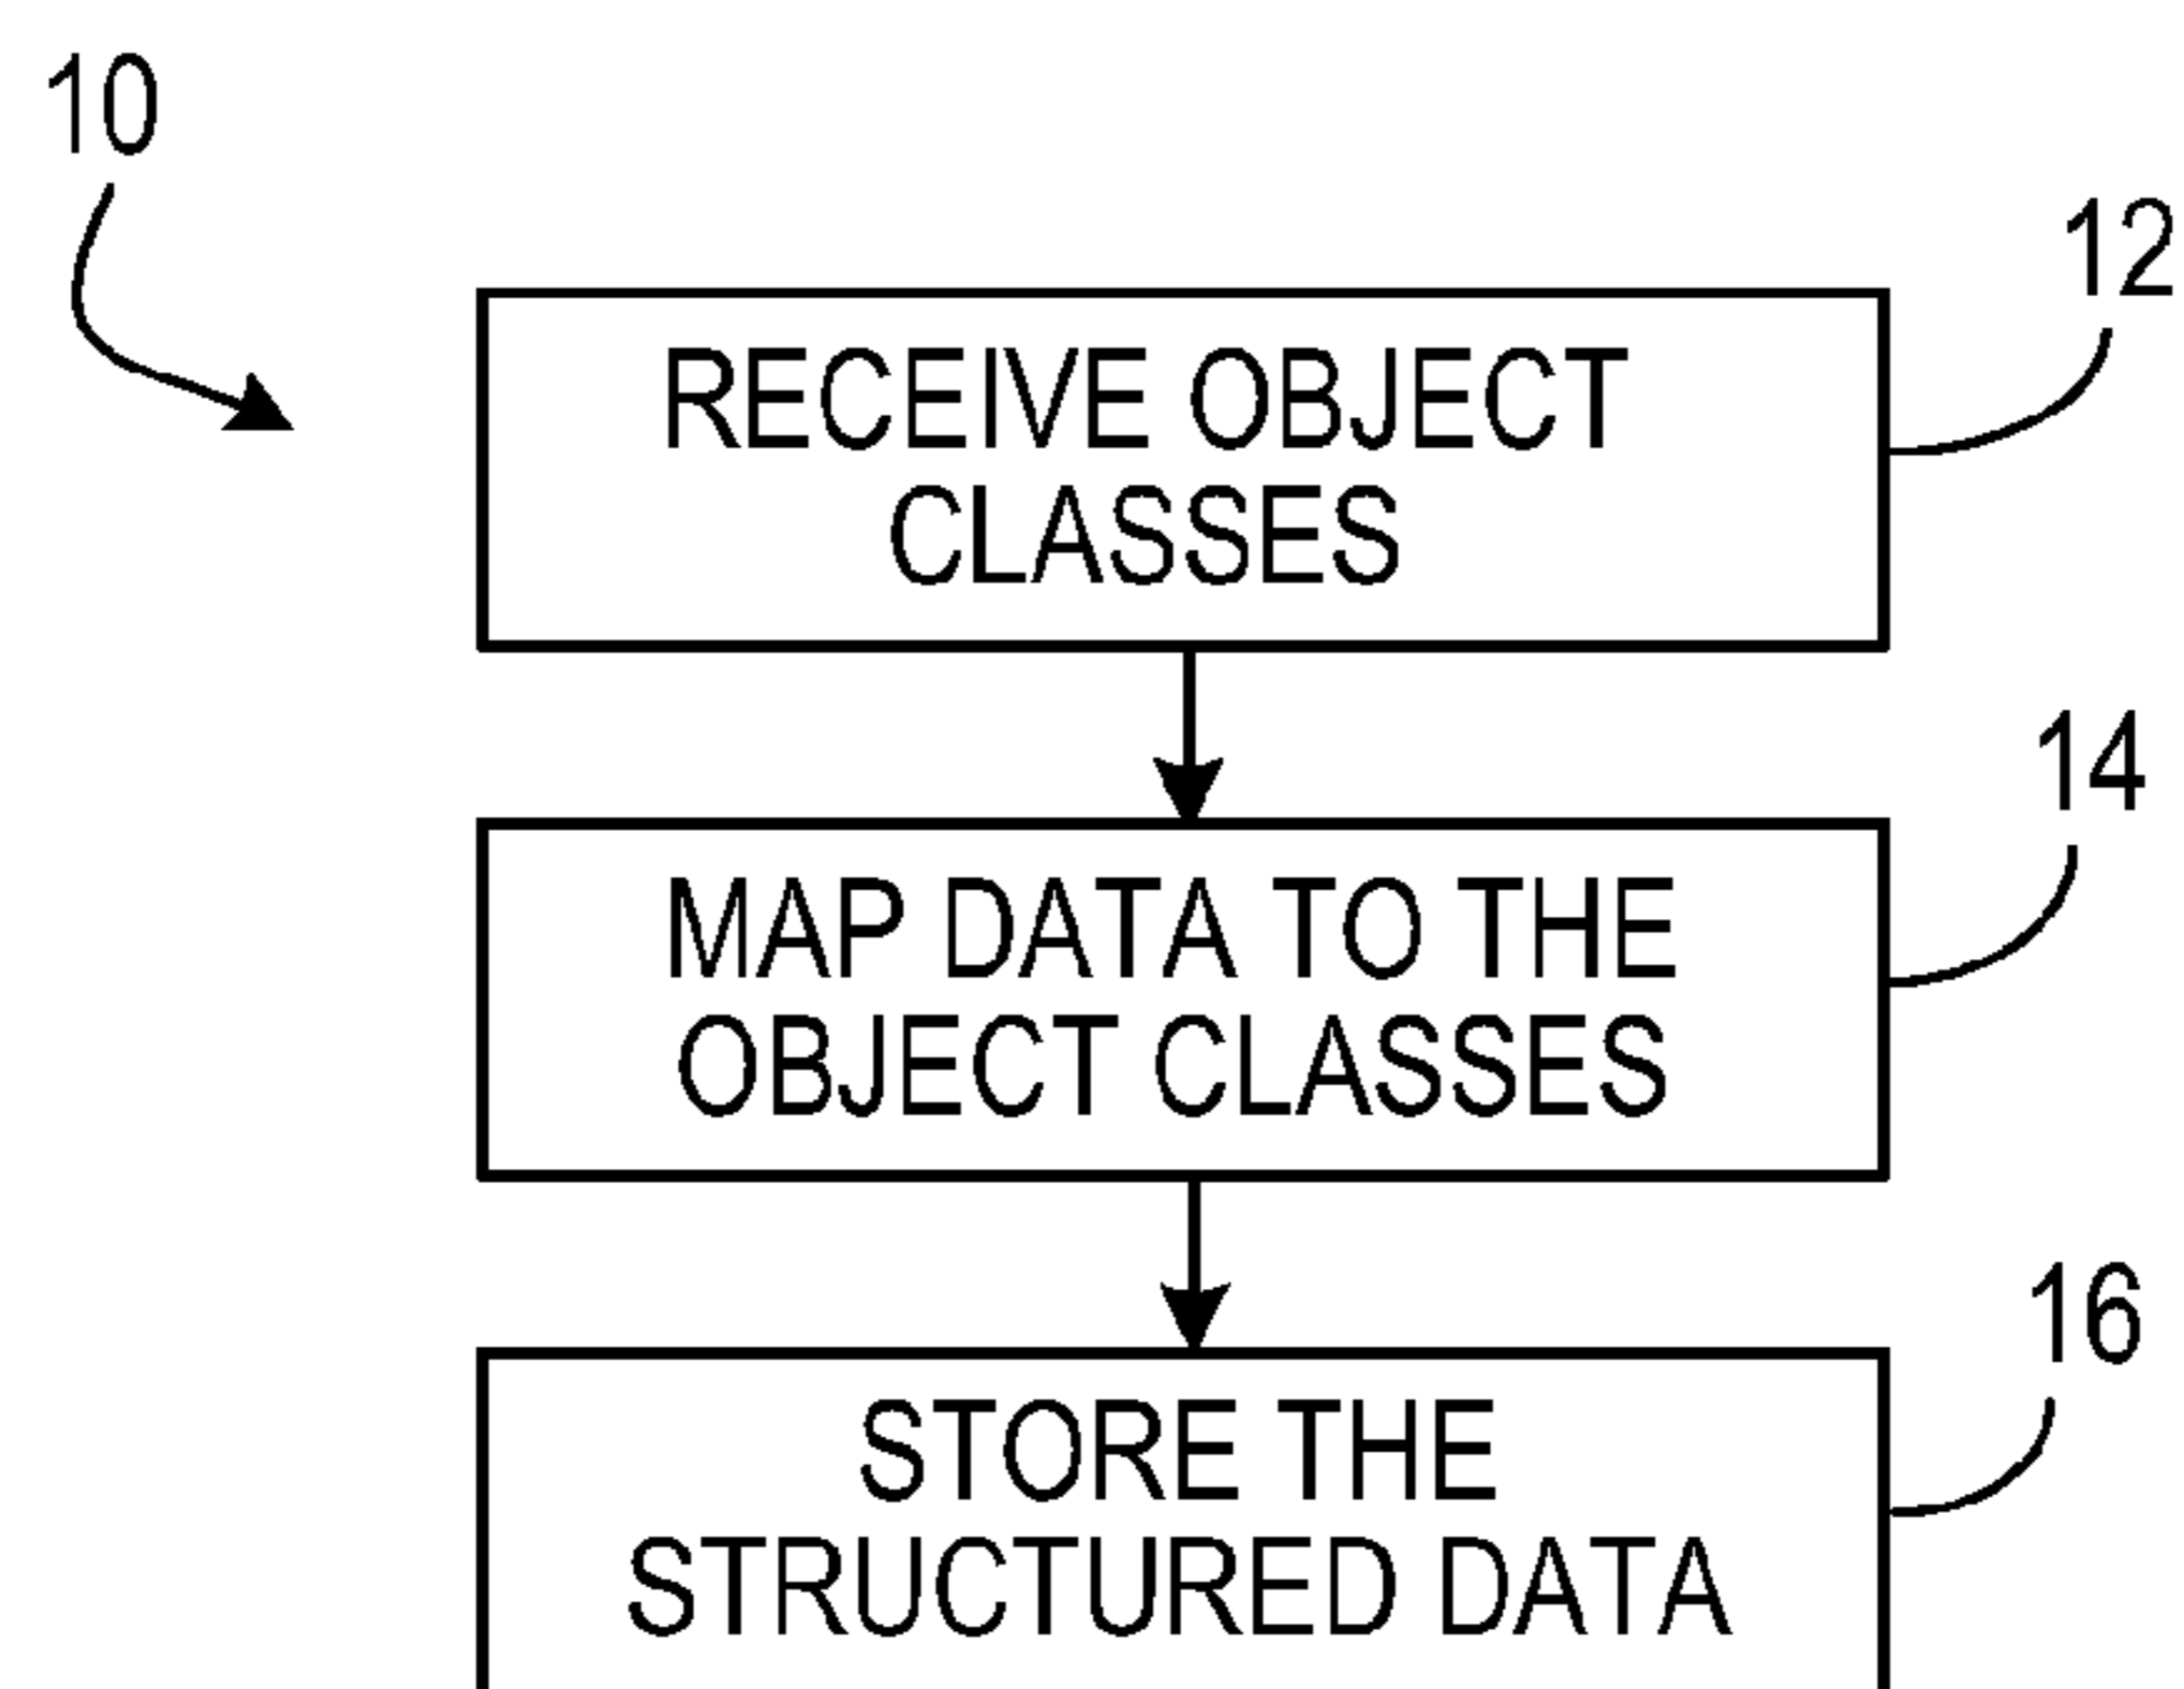 10
12
RECEIVE OBJECT
CLASSES
14
MAP DATA TO THE
OBJECT CLASSES
16
STORE THE
STRUCTURED DATA